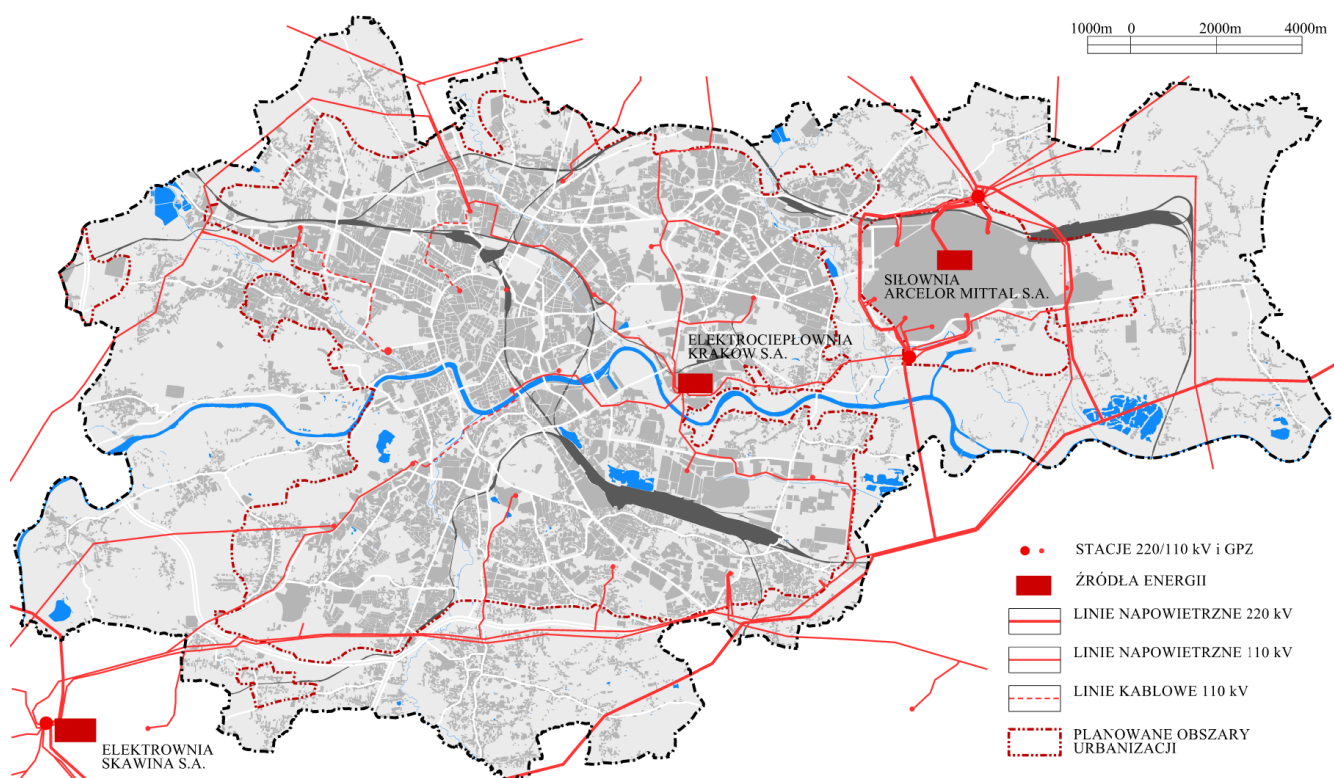 1000m 0 2000m 4000m
SIŁOWNIA
ARCELOR MITTAL S.A.
ELEKTROCIEPŁOWNIA
KRAKÓW S.A.
STACJE 220/110 kV i GPZ
ŹRÓDŁA ENERGII
LINIE NAPOWIETRZNE 220 kV
LINIE NAPOWIETRZNE 110 kV
LINIE KABLOWE 110 kV
PLANOWANE OBSZARY
URBANIZACJI
ELEKTROWNIA
SKAWINA S.A.